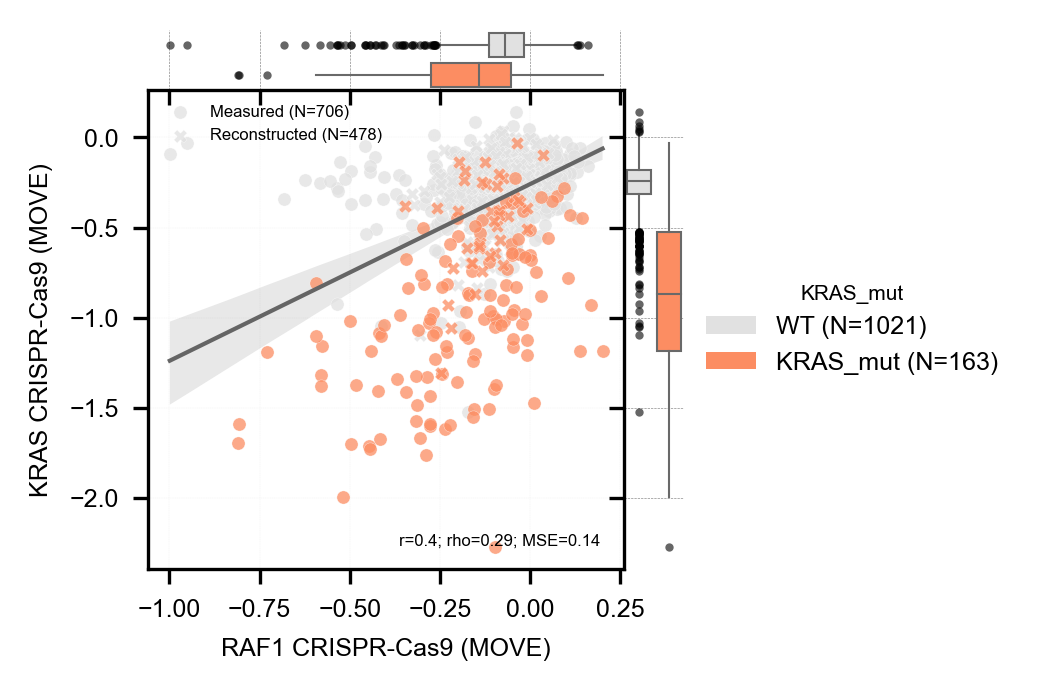 Measured (N=706)
Reconstructed (N=478)
0.0
−0.5
−1.0
−1.5
−2.0
KRAS CRISPR-Cas9 (MOVE)
r=0.4; rho=0.29; MSE=0.14
−1.00 −0.75 −0.50 −0.25 0.00 0.25
RAF1 CRISPR-Cas9 (MOVE)
KRAS_mut
WT (N=1021)
KRAS_mut (N=163)